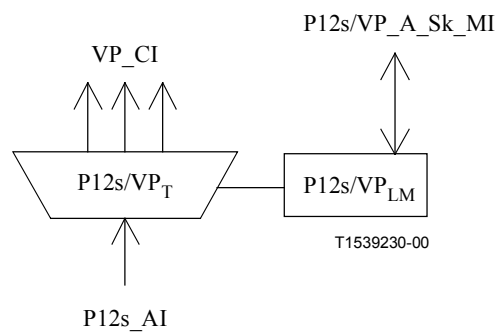 P12s/VP_A_Sk_MI
VP_CI
P12s/VP_T
P12s/VP_LM
T1539230-00
P12s_AI